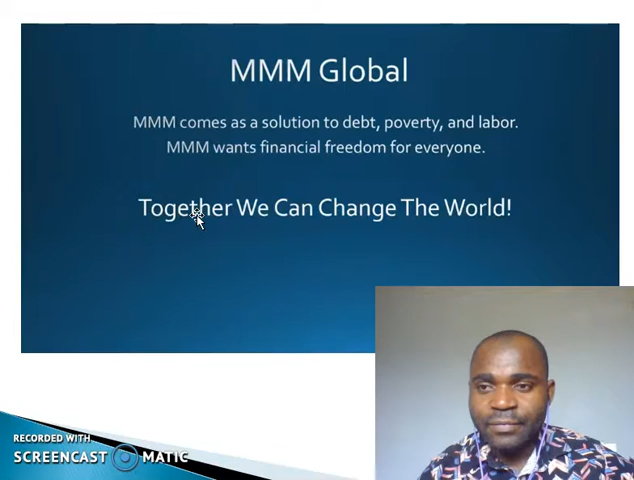 MMM Global
MMM comes as a solution to debt, poverty, and labor.
MMM wants financial freedom for everyone.
Together We Can Change The World!
RECORDED WITH
SCREENCAST MATIC